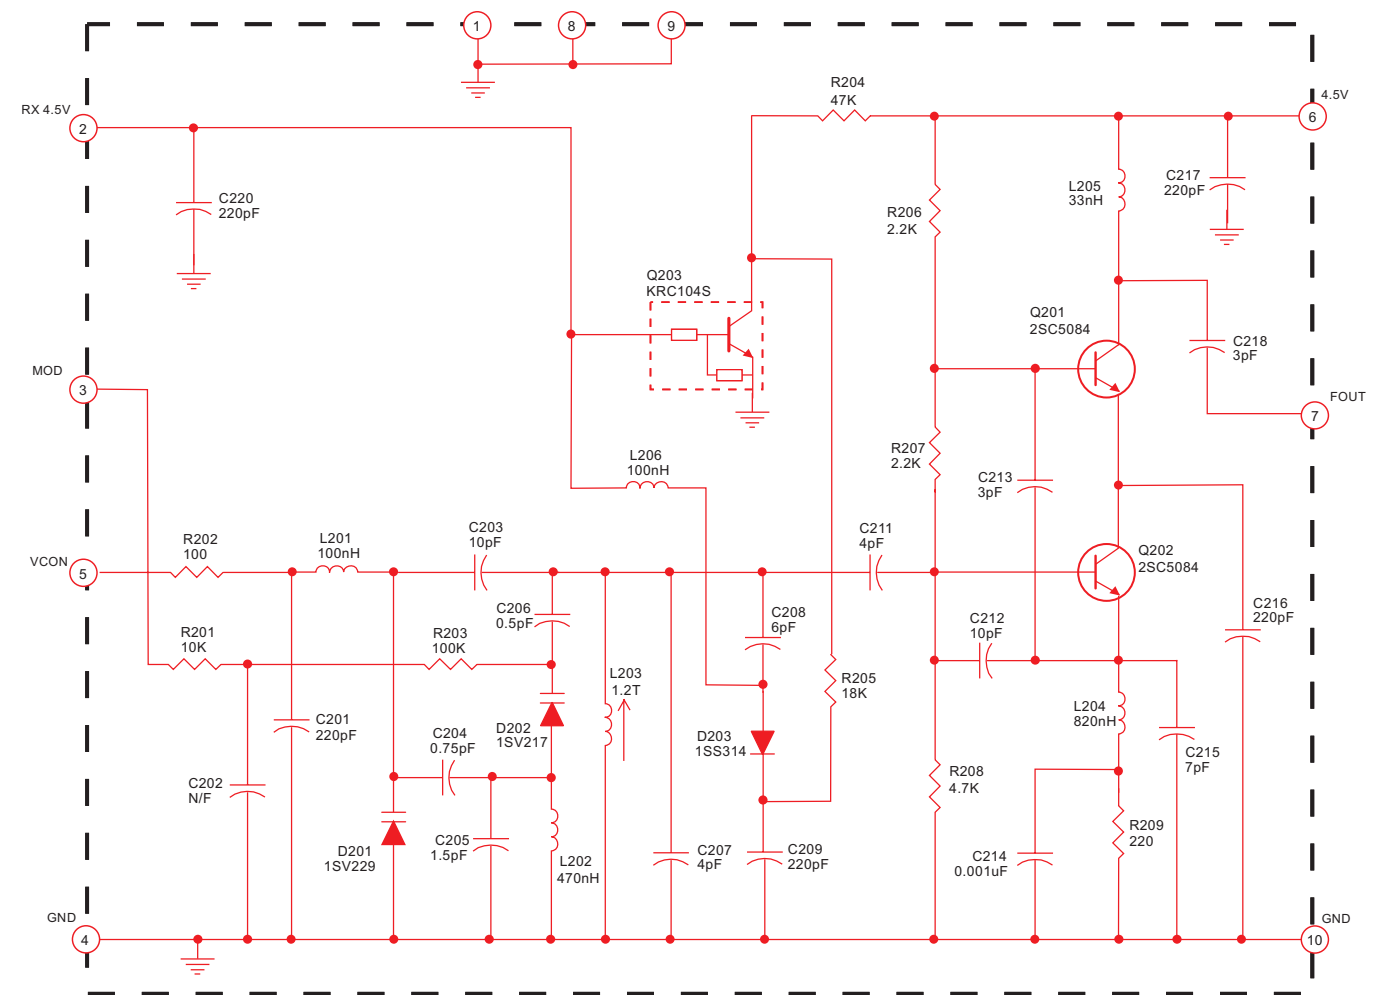 1
8
9
R204
47K
4.5V
6
RX 4.5V
2
C220
220pF
C217
220pF
L205
33nH
R206
2.2K
Q203
KRC104S
Q201
2SC5084
C218
3pF
MOD
3
FOUT
7
R207
2.2K
L206
100nH
C213
3pF
C203
10pF
C211
4pF
R202
100
L201
100nH
VCON
5
Q202
2SC5084
C206
0.5pF
C208
6pF
C212
10pF
C216
220pF
R201
10K
R203
100K
L203
1.2T
R205
18K
C201
220pF
C204
0.75pF
D202
1SV217
D203
1SS314
L204
820nH
C215
7pF
C202
N/F
R208
4.7K
R209
220
D201
1SV229
C205
1.5pF
L202
470nH
C207
4pF
C209
220pF
C214
0.001uF
GND
4
GND
10